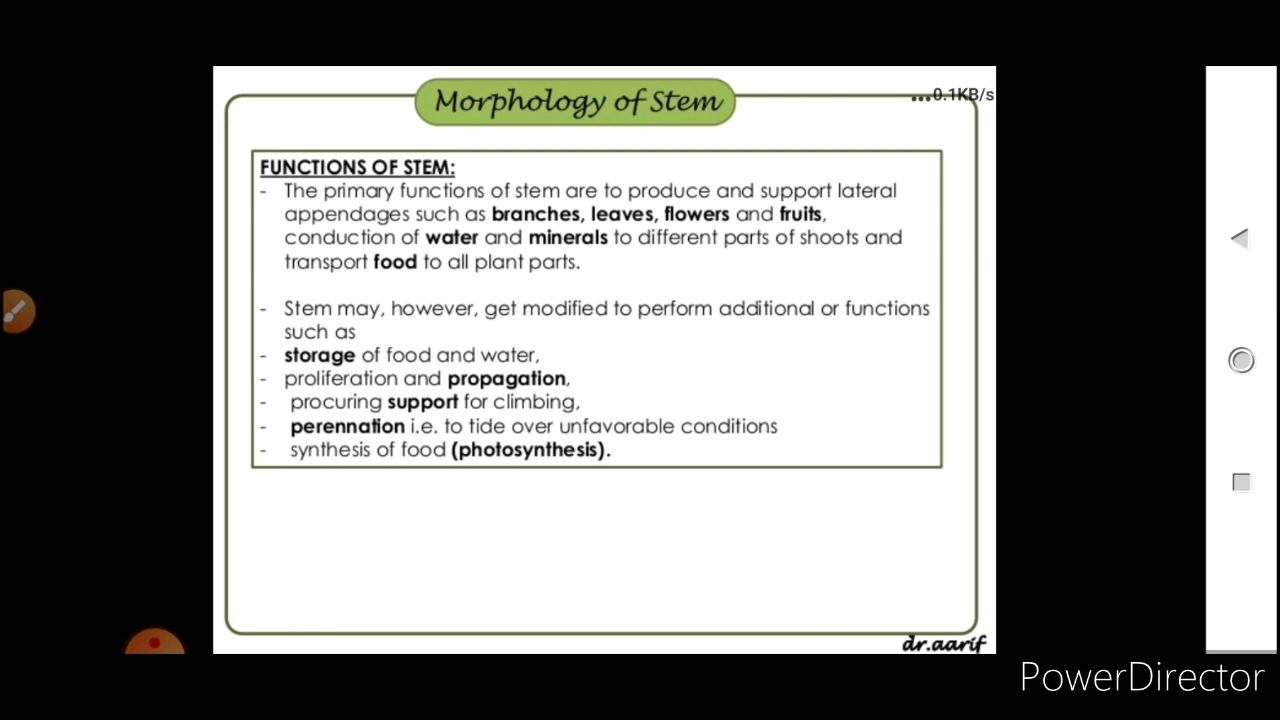 Morphology of Stem
...0.1KB/s
FUNCTIONS OF STEM:
- The primary functions of stem are to produce and support lateral
appendages such as branches, leaves, flowers and fruits,
conduction of water and minerals to different parts of shoots and
transport food to all plant parts.
- Stem may, however, get modified to perform additional or functions
such as
- storage of food and water,
- proliferation and propagation,
- procuring support for climbing,
- perennation i.e. to tide over unfavorable conditions
- synthesis of food (photosynthesis).
dr.aarif
PowerDirector